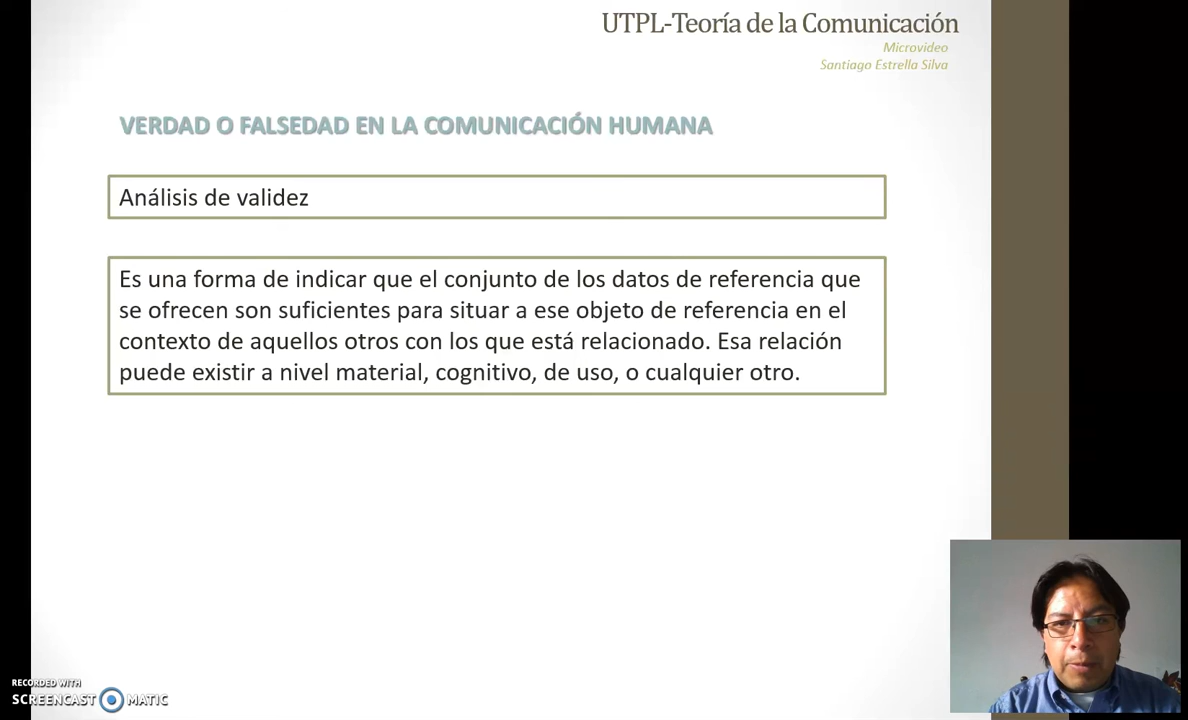 UTPL-Teoría de la Comunicación
Microvideo
Santiago Estrella Silva
VERDAD O FALSEDAD EN LA COMUNICACIÓN HUMANA
Análisis de validez
Es una forma de indicar que el conjunto de los datos de referencia que
se ofrecen son suficientes para situar a ese objeto de referencia en el
contexto de aquellos otros con los que está relacionado. Esa relación
puede existir a nivel material, cognitivo, de uso, o cualquier otro.
RECORDED WITH
SCREENCAST MATIC